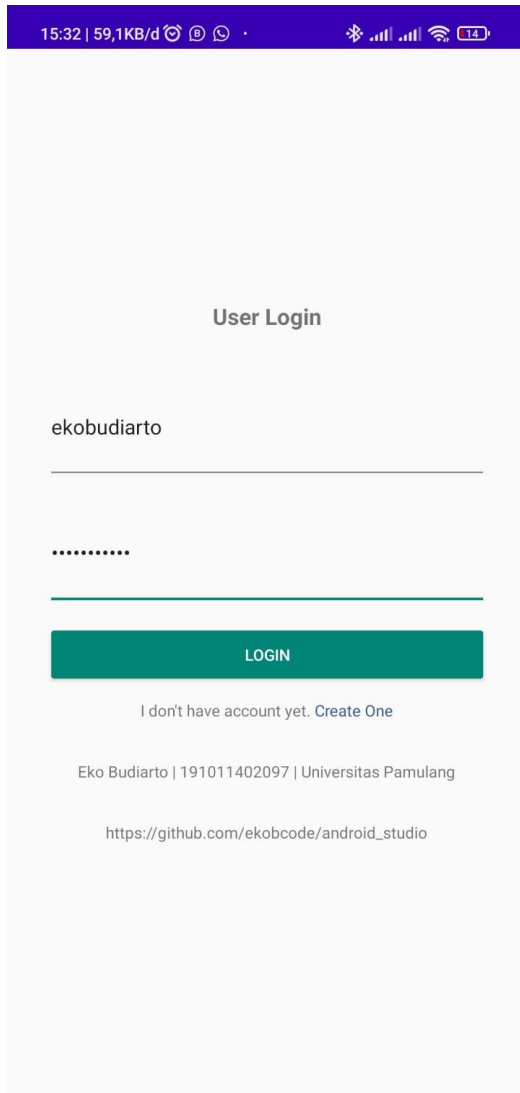 15:32 | 59,1KB/d
14
User Login
ekobudiarto
•••••••••••
LOGIN
I don't have account yet. Create One
Eko Budiarto | 191011402097 | Universitas Pamulang
https://github.com/ekobcode/android_studio